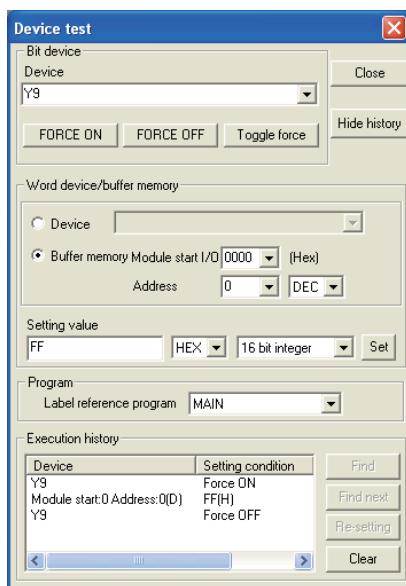 Device test
Bit device
Device
Close
Y9
FORCE ON FORCE OFF Toggle force
Hide history
Word device/buffer memory
Device
Buffer memory Module start I/O 0000 (Hex)
Address 0 DEC
Setting value
FF HEX 16 bit integer Set
Program
Label reference program MAIN
Execution history
Device Setting condition
Y9 Force ON
Module start:0 Address:0(D) FF(H)
Y9 Force OFF
Find
Find next
Re-setting
Clear